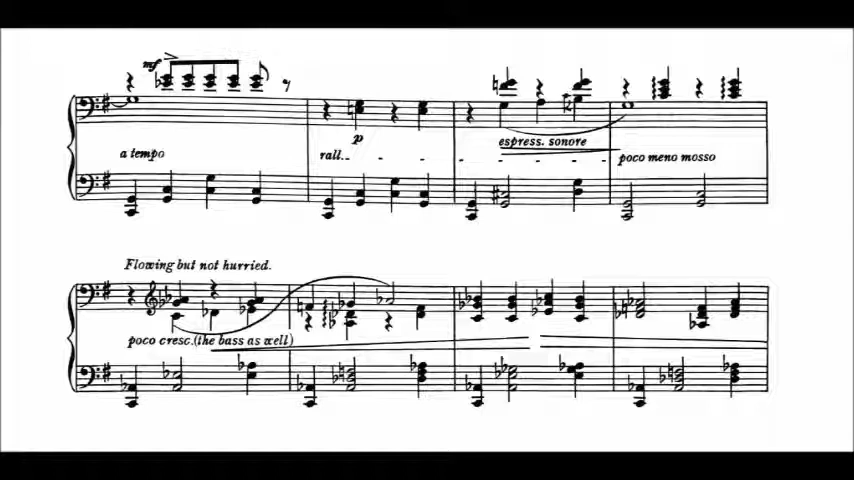 mf
a tempo
rall..
p
espress. sonore
poco meno mosso
Flowing but not hurried.
poco cresc.(the bass as well)